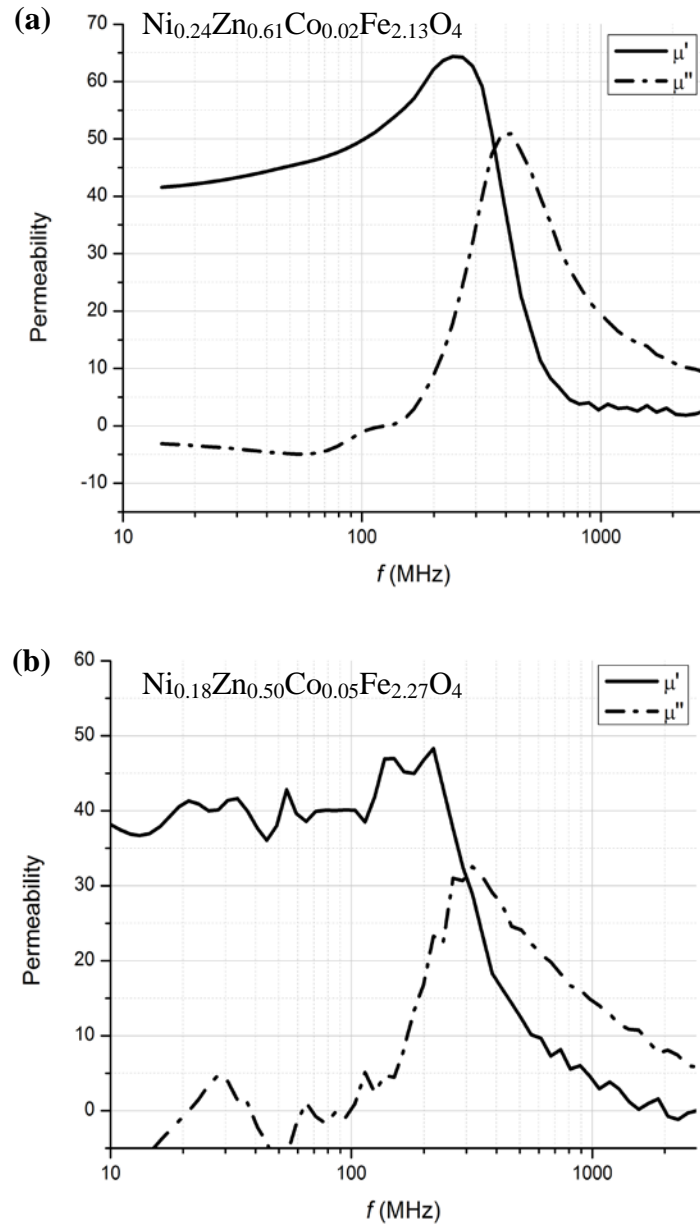 (a)
Ni0.24Zn0.61Co0.02Fe2.13O4
70
60
50
40
30
20
10
0
-10
Permeability
μ'
μ''
10
100
1000
f (MHz)
(b)
Ni0.18Zn0.50Co0.05Fe2.27O4
60
50
40
30
20
10
0
Permeability
μ'
μ''
10
100
1000
f (MHz)